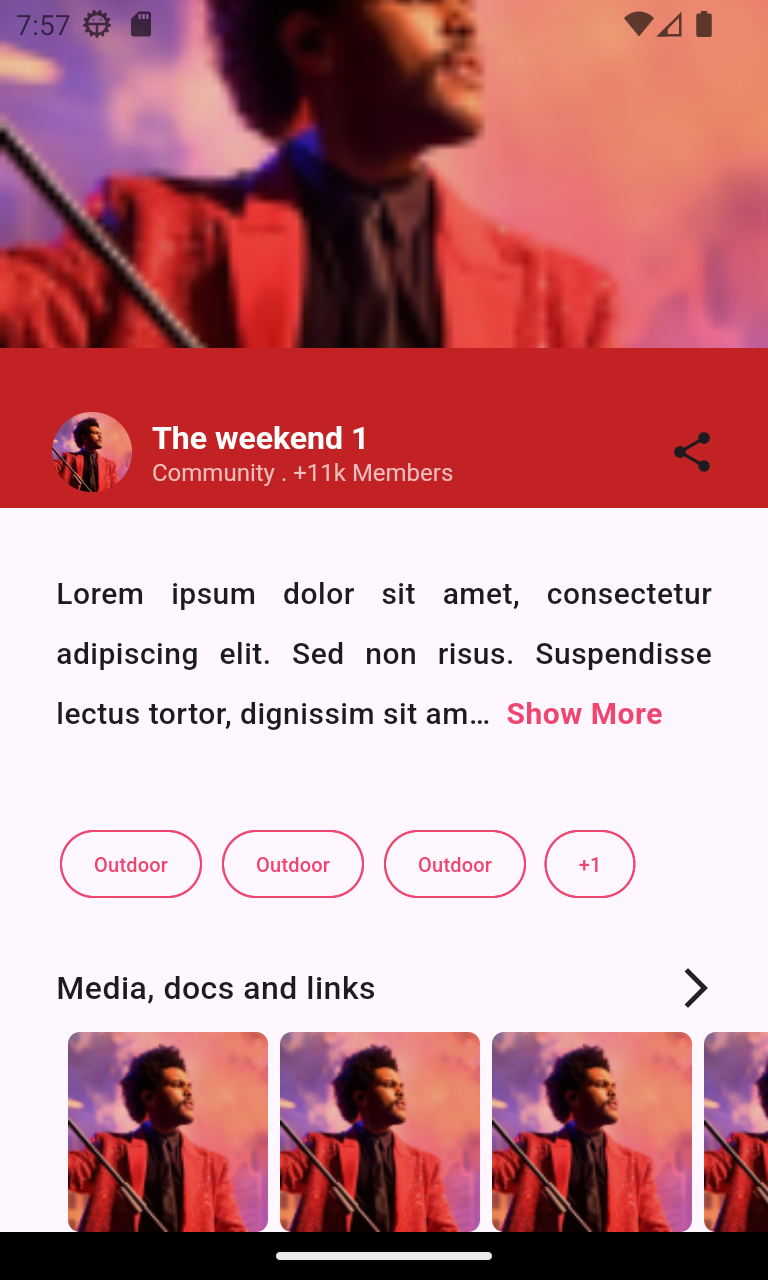 7:57
The weekend 1
Community . +11k Members
Lorem ipsum dolor sit amet, consectetur
adipiscing elit. Sed non risus. Suspendisse
lectus tortor, dignissim sit am… Show More
Outdoor Outdoor Outdoor +1
Media, docs and links